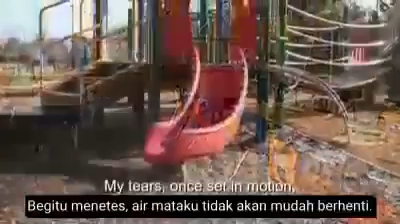 My tears, once set in motion,
Begitu menetes, air mataku tidak akan mudah berhenti.